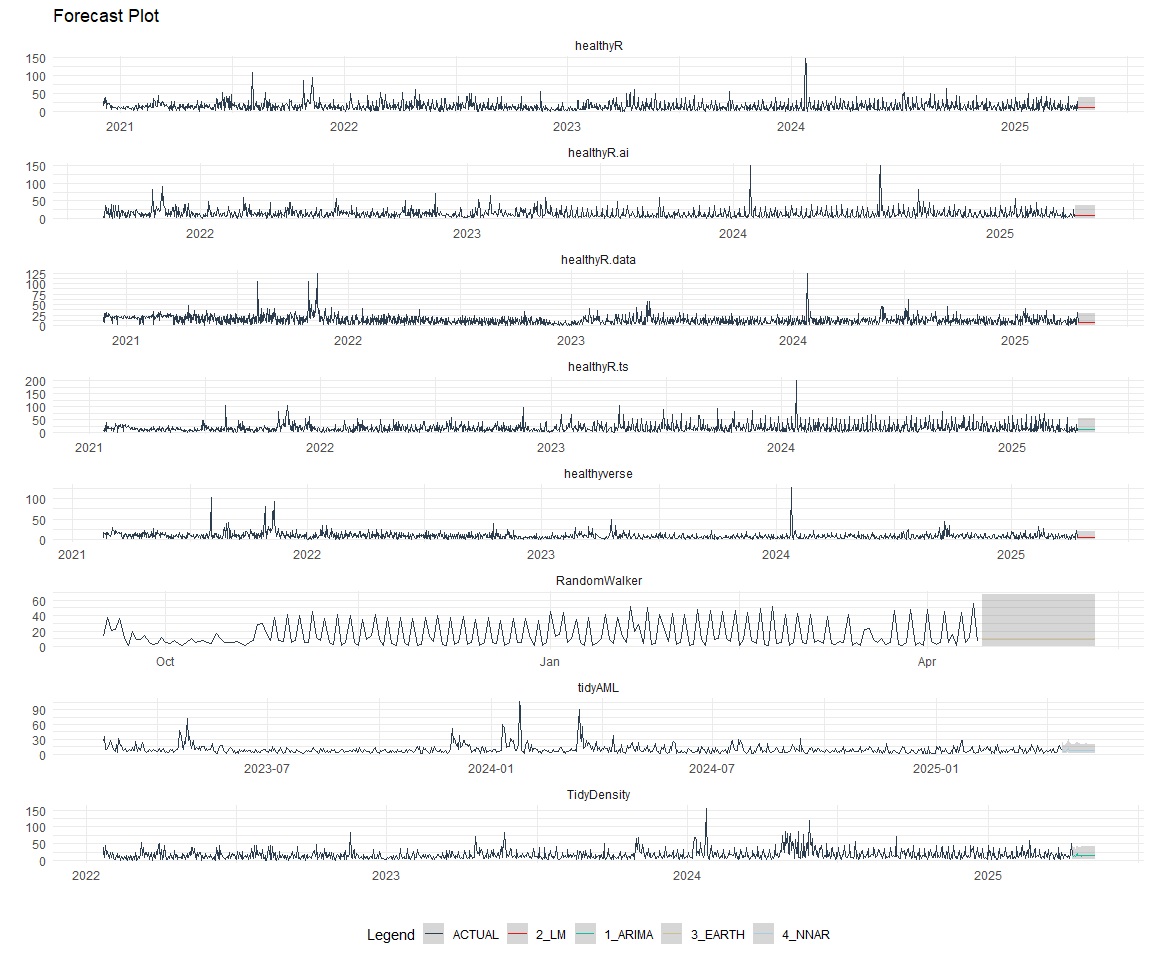 Forecast Plot
healthyR
150
100
50
0
2021 2022 2023 2024 2025
healthyR.ai
150
100
50
0
2022 2023 2024 2025
healthyR.data
125
100
75
50
25
0
2021 2022 2023 2024 2025
healthyR.ts
200
150
100
50
0
2021 2022 2023 2024 2025
healthyverse
100
50
0
2021 2022 2023 2024 2025
RandomWalker
60
40
20
0
Oct Jan Apr
tidyAML
90
60
30
0
2023-07 2024-01 2024-07 2025-01
TidyDensity
150
100
50
0
2022 2023 2024 2025
Legend ACTUAL 2_LM 1_ARIMA 3_EARTH 4_NNAR